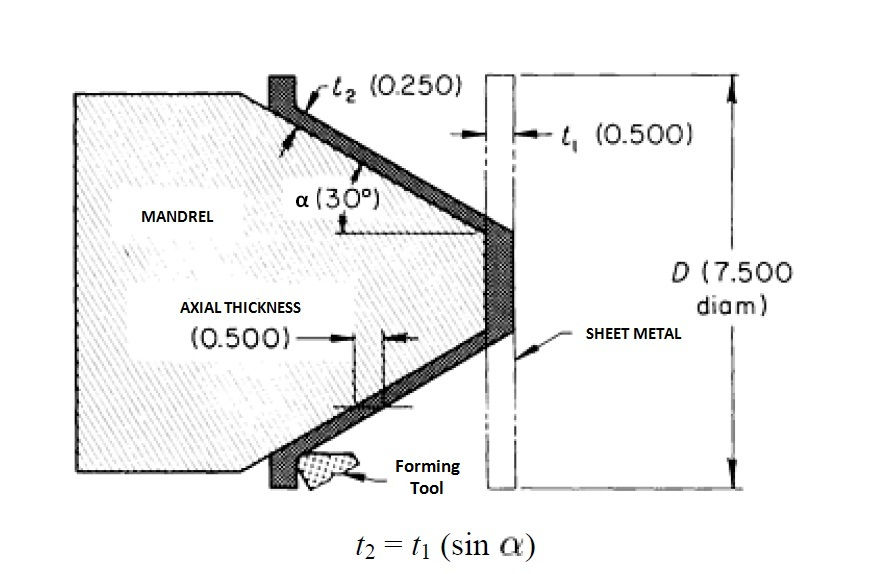 t₂ (0.250)
t₁ (0.500)
α (30°)
MANDREL
D (7.500
diam)
AXIAL THICKNESS
(0.500)
SHEET METAL
Forming
Tool
t₂ = t₁ (sin α)